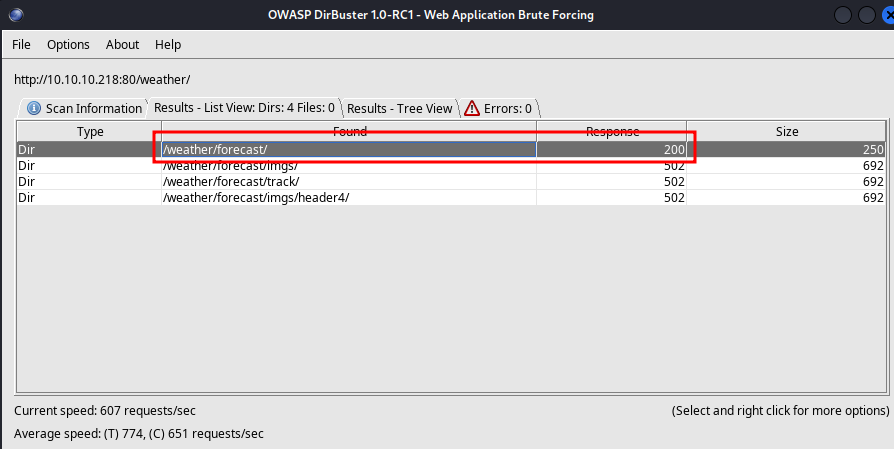 OWASP DirBuster 1.0-RC1 - Web Application Brute Forcing
File Options About Help
http://10.10.10.218:80/weather/
Scan Information Results - List View: Dirs: 4 Files: 0 Results - Tree View Errors: 0
Type Found Response Size
Dir /weather/forecast/ 200 250
Dir /weather/forecast/imgs/ 502 692
Dir /weather/forecast/track/ 502 692
Dir /weather/forecast/imgs/header4/ 502 692
Current speed: 607 requests/sec (Select and right click for more options)
Average speed: (T) 774, (C) 651 requests/sec